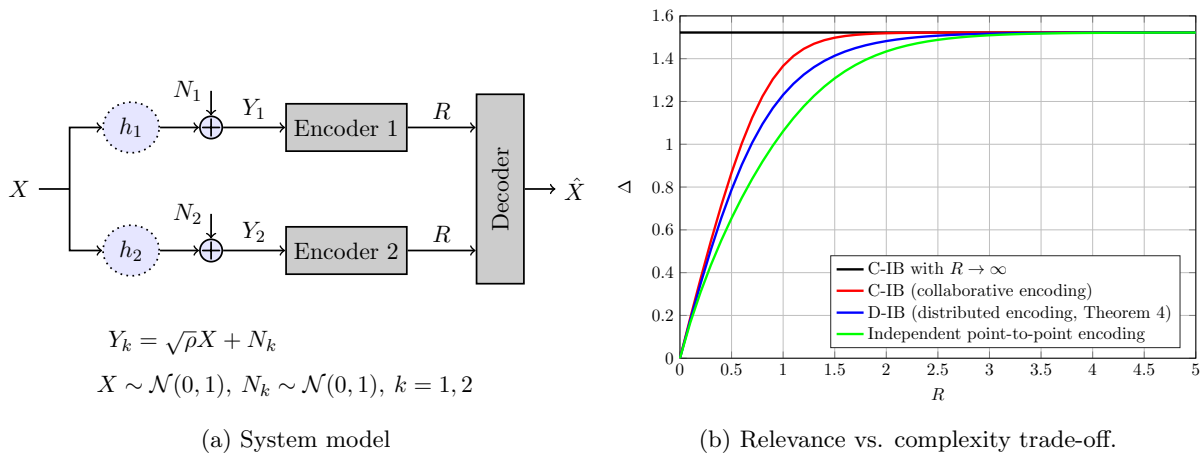 N₁
Y₁
R
h₁
Encoder 1
X
N₂
Y₂
R
h₂
Encoder 2
Decoder
X̂
Y_k = √ρX + N_k
X ∼ 𝒩(0, 1), N_k ∼ 𝒩(0, 1), k = 1, 2
(a) System model
1.6
1.4
1.2
1
0.8
0.6
0.4
0.2
0
Δ
C-IB with R → ∞
C-IB (collaborative encoding)
D-IB (distributed encoding, Theorem 4)
Independent point-to-point encoding
0 0.5 1 1.5 2 2.5 3 3.5 4 4.5 5
R
(b) Relevance vs. complexity trade-off.